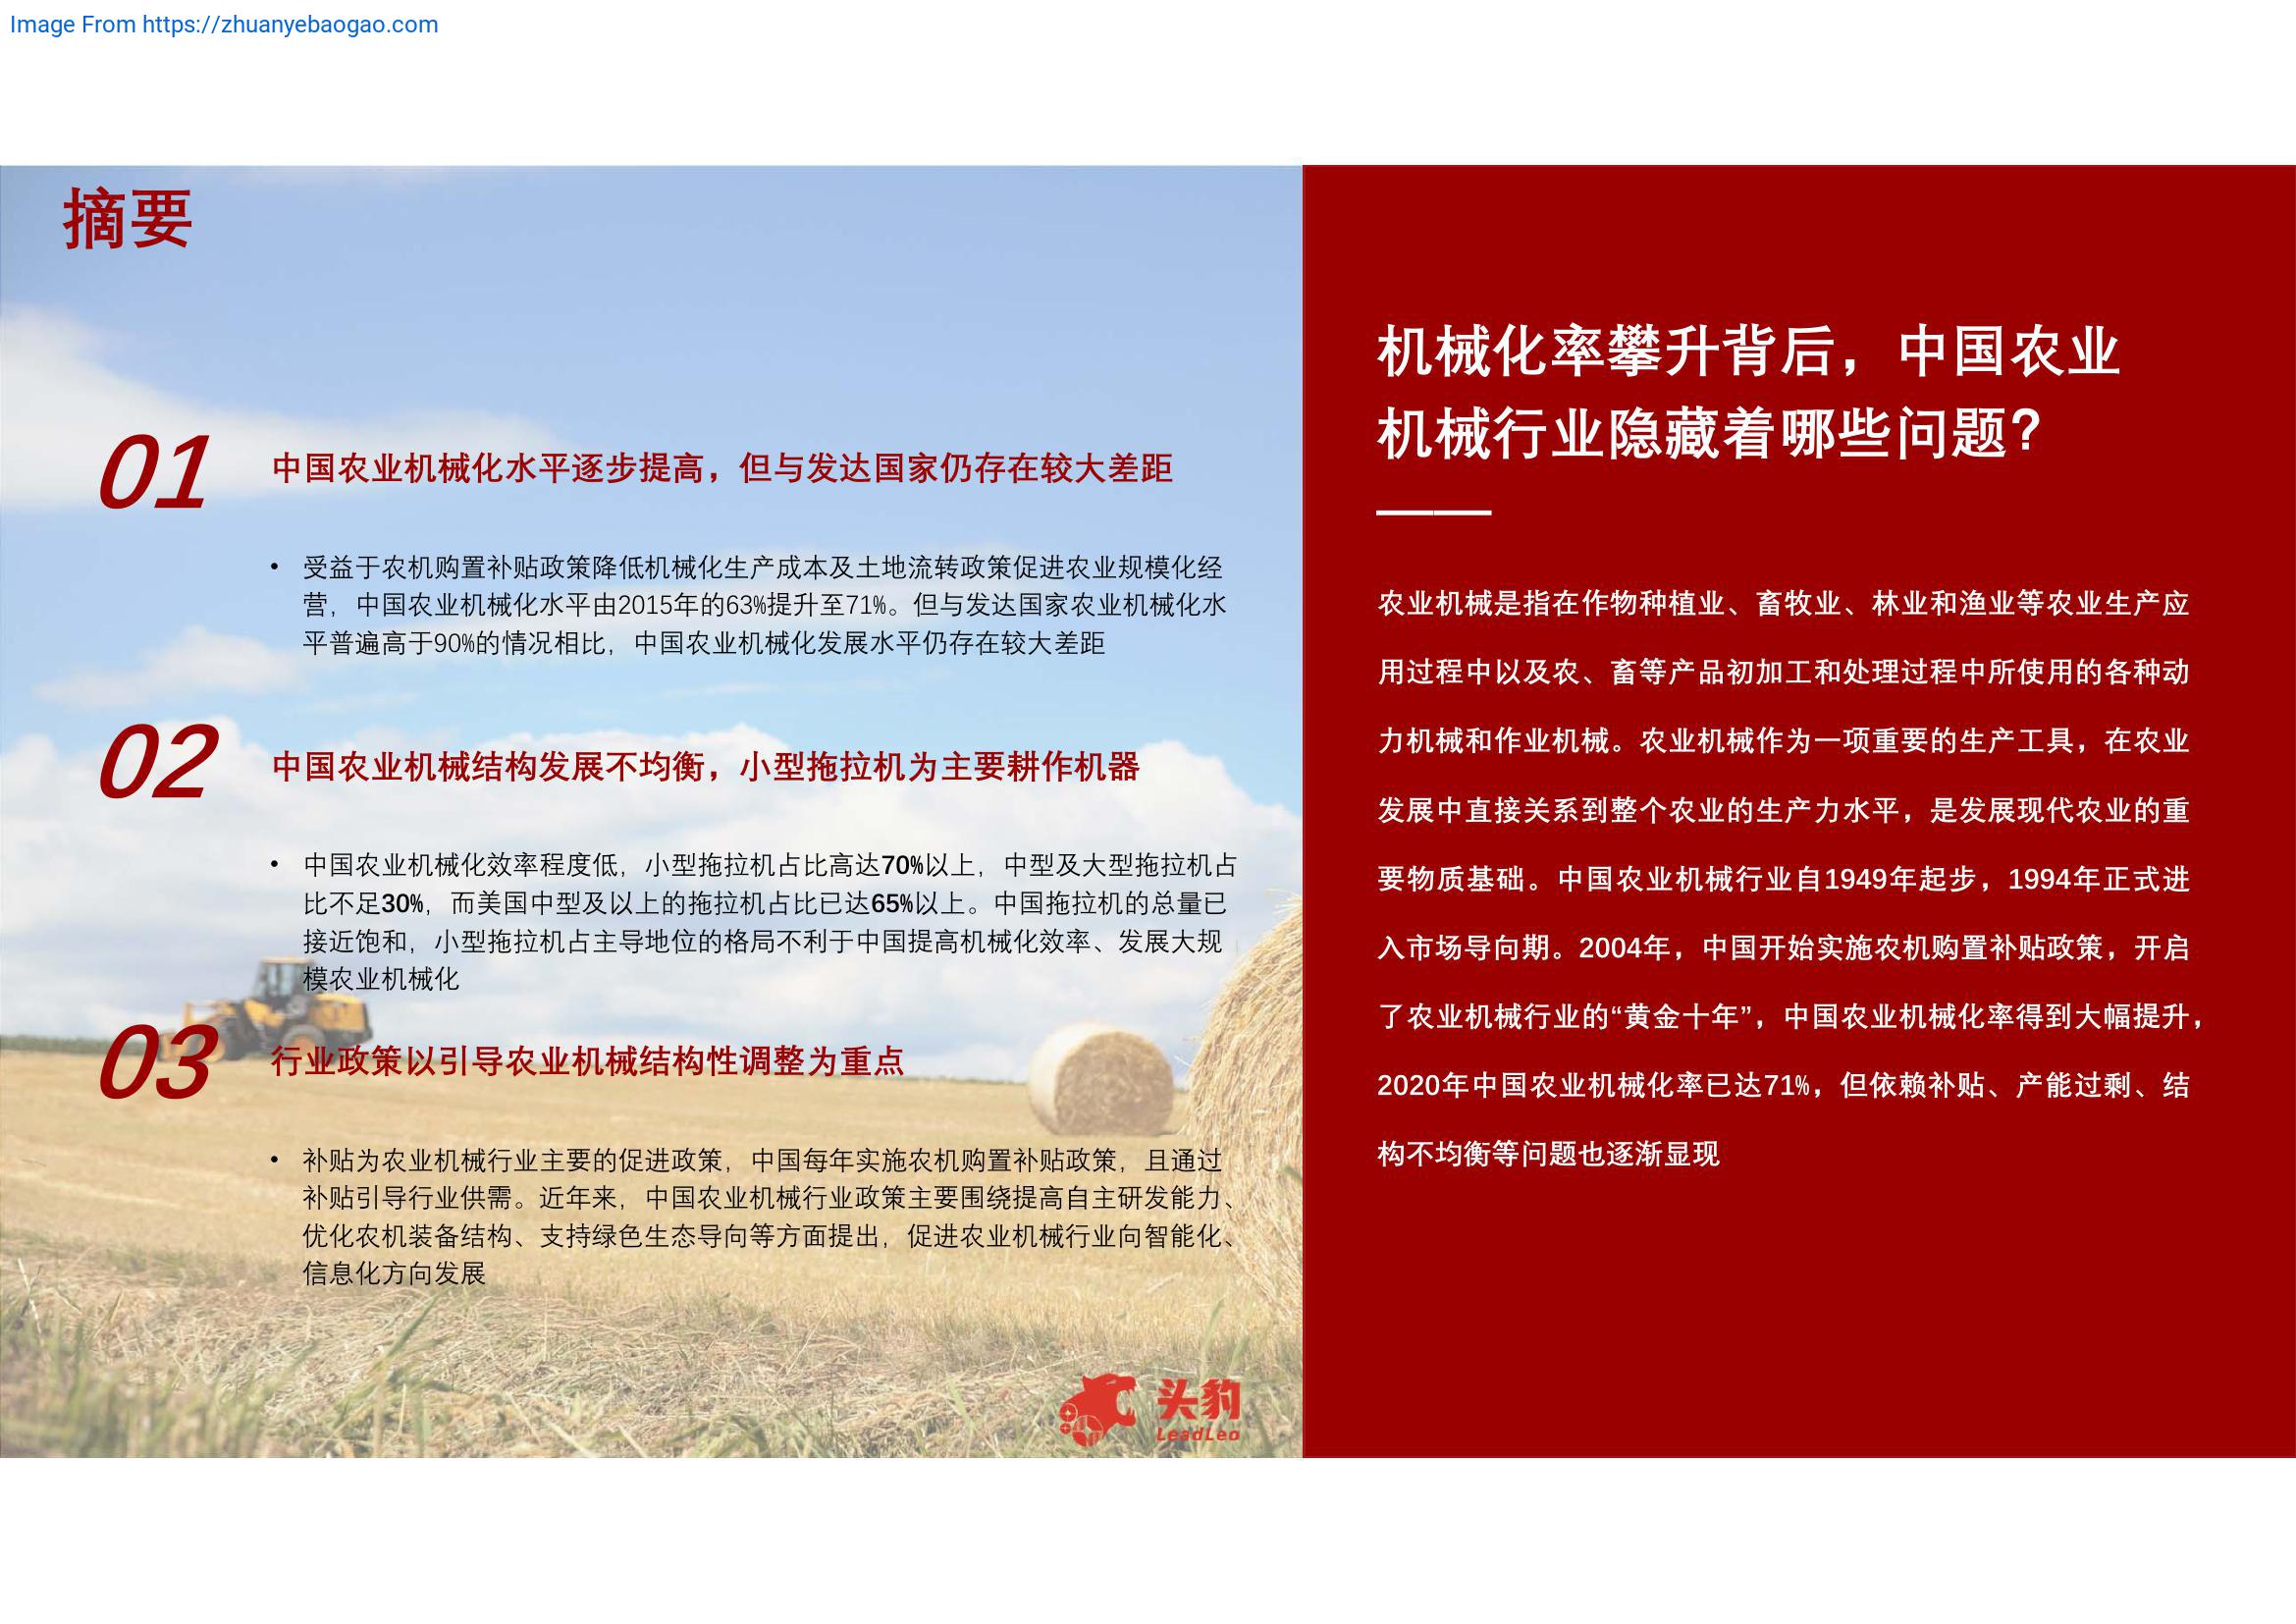 Image From https://zhuanyebaogao.com
摘要
01
中国农业机械化水平逐步提高，但与发达国家仍存在较大差距
• 受益于农机购置补贴政策降低机械化生产成本及土地流转政策促进农业规模化经
营，中国农业机械化水平由2015年的63%提升至71%。但与发达国家农业机械化水
平普遍高于90%的情况相比，中国农业机械化发展水平仍存在较大差距
02
中国农业机械结构发展不均衡，小型拖拉机为主要耕作机器
• 中国农业机械化效率程度低，小型拖拉机占比高达70%以上，中型及大型拖拉机占
比不足30%，而美国中型及以上的拖拉机占比已达65%以上。中国拖拉机的总量已
接近饱和，小型拖拉机占主导地位的格局不利于中国提高机械化效率、发展大规
模农业机械化
03
行业政策以引导农业机械结构性调整为重点
• 补贴为农业机械行业主要的促进政策，中国每年实施农机购置补贴政策，且通过
补贴引导行业供需。近年来，中国农业机械行业政策主要围绕提高自主研发能力、
优化农机装备结构、支持绿色生态导向等方面提出，促进农业机械行业向智能化、
信息化方向发展
头豹
LeadLeo
机械化率攀升背后，中国农业
机械行业隐藏着哪些问题？
农业机械是指在作物种植业、畜牧业、林业和渔业等农业生产应
用过程中以及农、畜等产品初加工和处理过程中所使用的各种动
力机械和作业机械。农业机械作为一项重要的生产工具，在农业
发展中直接关系到整个农业的生产力水平，是发展现代农业的重
要物质基础。中国农业机械行业自1949年起步，1994年正式进
入市场导向期。2004年，中国开始实施农机购置补贴政策，开启
了农业机械行业的“黄金十年”，中国农业机械化率得到大幅提升，
2020年中国农业机械化率已达71%，但依赖补贴、产能过剩、结
构不均衡等问题也逐渐显现